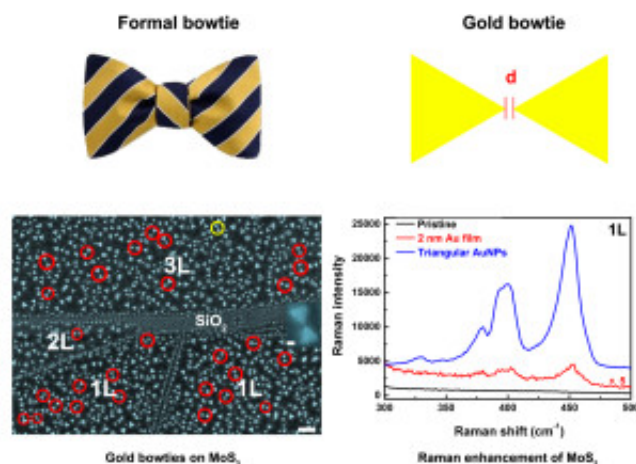 Formal bowtie
Gold bowtie
d
3L
SiO₂
2L
1L
1L
Gold bowties on MoS₂
1L
Pristine
2 nm Au film
Triangular AuNPs
x 5
Raman intensity
25000
20000
15000
10000
5000
0
300
350
400
450
500
Raman shift (cm⁻¹)
Raman enhancement of MoS₂